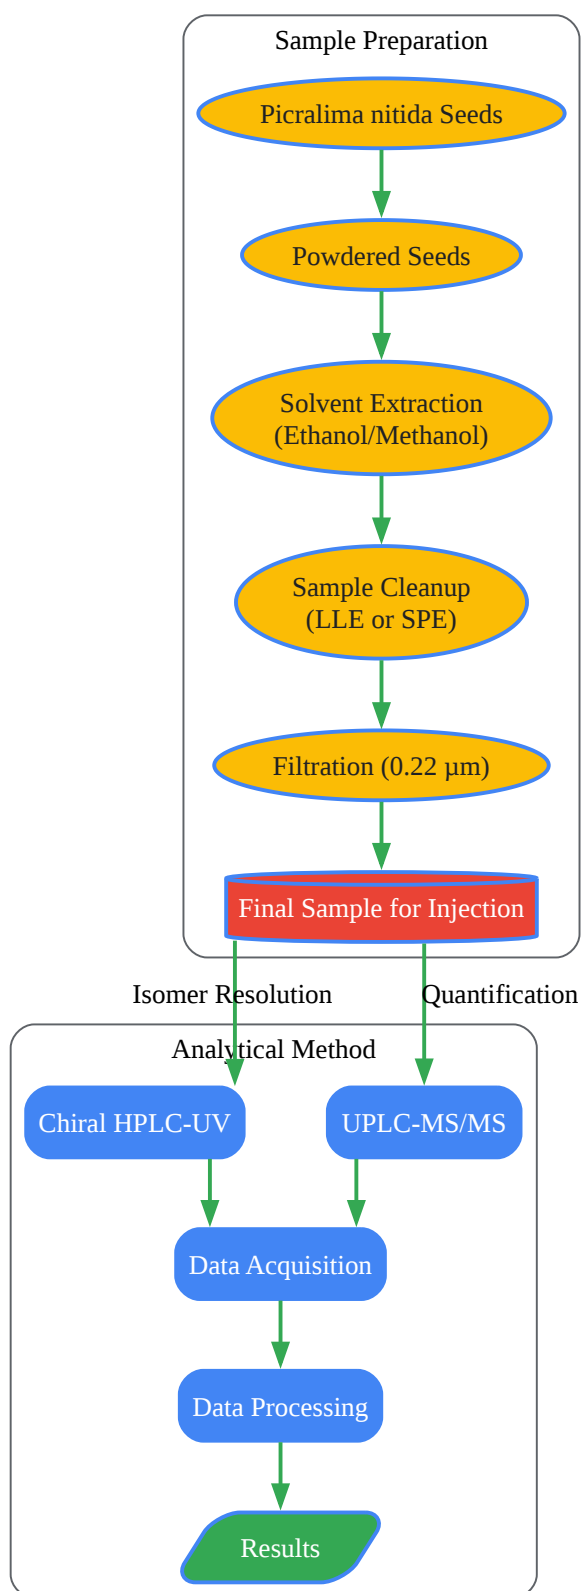 Sample Preparation
Picralima nitida Seeds
Powdered Seeds
Solvent Extraction
(Ethanol/Methanol)
Sample Cleanup
(LLE or SPE)
Filtration (0.22 µm)
Final Sample for Injection
Isomer Resolution
Quantification
Analytical Method
Chiral HPLC-UV
UPLC-MS/MS
Data Acquisition
Data Processing
Results